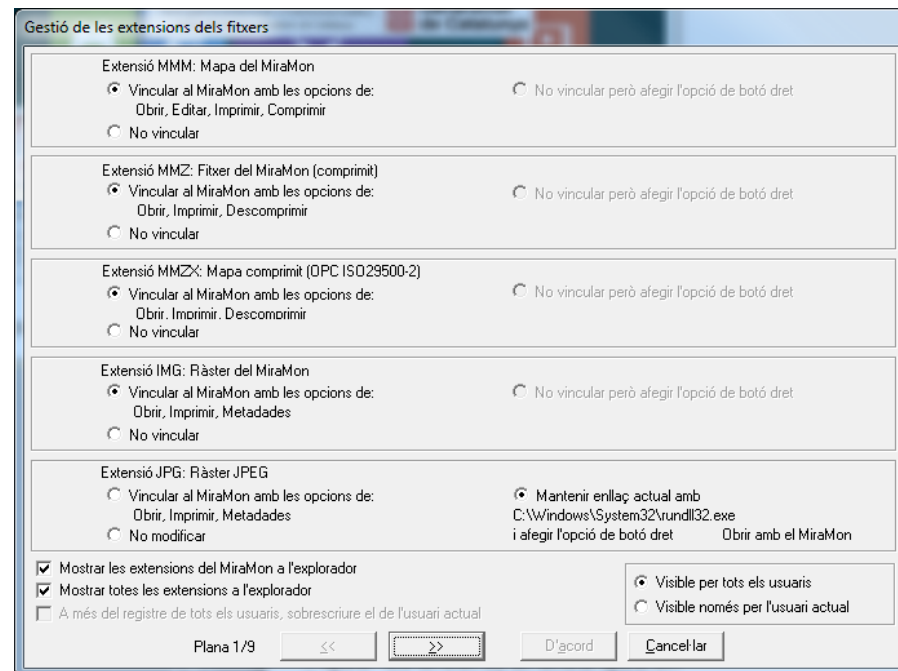 de Catalunya
Gestió de les extensions dels fitxers
Extensió MMM: Mapa del MiraMon
Vincular al MiraMon amb les opcions de:
Obrir, Editar, Imprimir, Comprimir
No vincular però afegir l'opció de botó dret
No vincular
Extensió MMZ: Fitxer del MiraMon (comprimit)
Vincular al MiraMon amb les opcions de:
Obrir, Imprimir, Descomprimir
No vincular però afegir l'opció de botó dret
No vincular
Extensió MMZX: Mapa comprimit (OPC ISO29500-2)
Vincular al MiraMon amb les opcions de:
Obrir, Imprimir, Descomprimir
No vincular però afegir l'opció de botó dret
No vincular
Extensió IMG: Ràster del MiraMon
Vincular al MiraMon amb les opcions de:
Obrir, Imprimir, Metadades
No vincular però afegir l'opció de botó dret
No vincular
Extensió JPG: Ràster JPEG
Vincular al MiraMon amb les opcions de:
Obrir, Imprimir, Metadades
No modificar
Mantenir enllaç actual amb
C:\Windows\System32\rundll32.exe
i afegir l'opció de botó dret Obrir amb el MiraMon
Mostrar les extensions del MiraMon a l'explorador
Mostrar totes les extensions a l'explorador
A més del registre de tots els usuaris, sobrescriure el de l'usuari actual
Visible per tots els usuaris
Visible només per l'usuari actual
Plana 1/9 << >> D'acord Cancel·lar